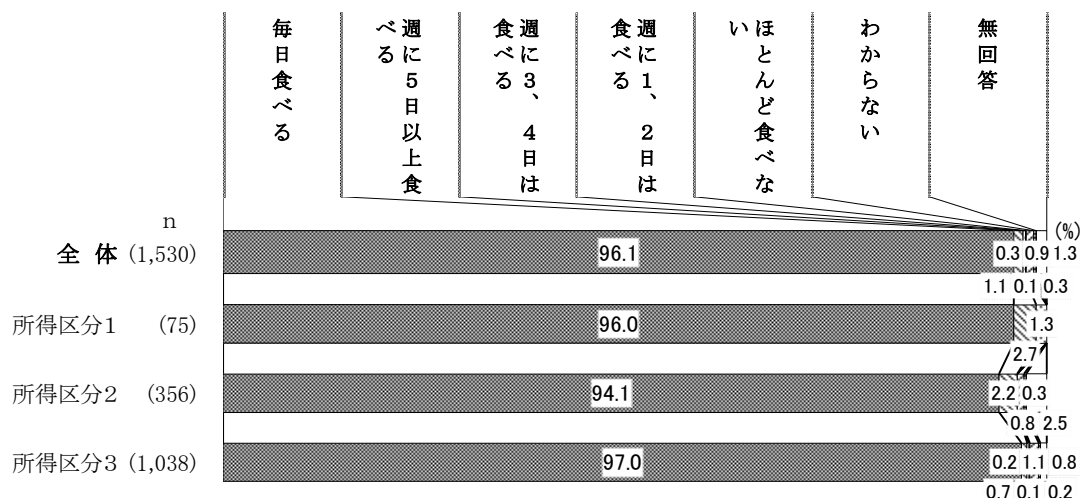 毎日食べる
週に５日以上食
べる
週に３、４日は
食べる
週に１、２日は
食べる
ほとんど食べな
い
わからない
無回答
n
(%)
全 体 (1,530)
96.1
0.3
0.9
1.3
1.1
0.1
0.3
所得区分１ (75)
96.0
1.3
2.7
所得区分２ (356)
94.1
2.2
0.3
0.8
2.5
所得区分３ (1,038)
97.0
0.2
1.1
0.8
0.7
0.1
0.2